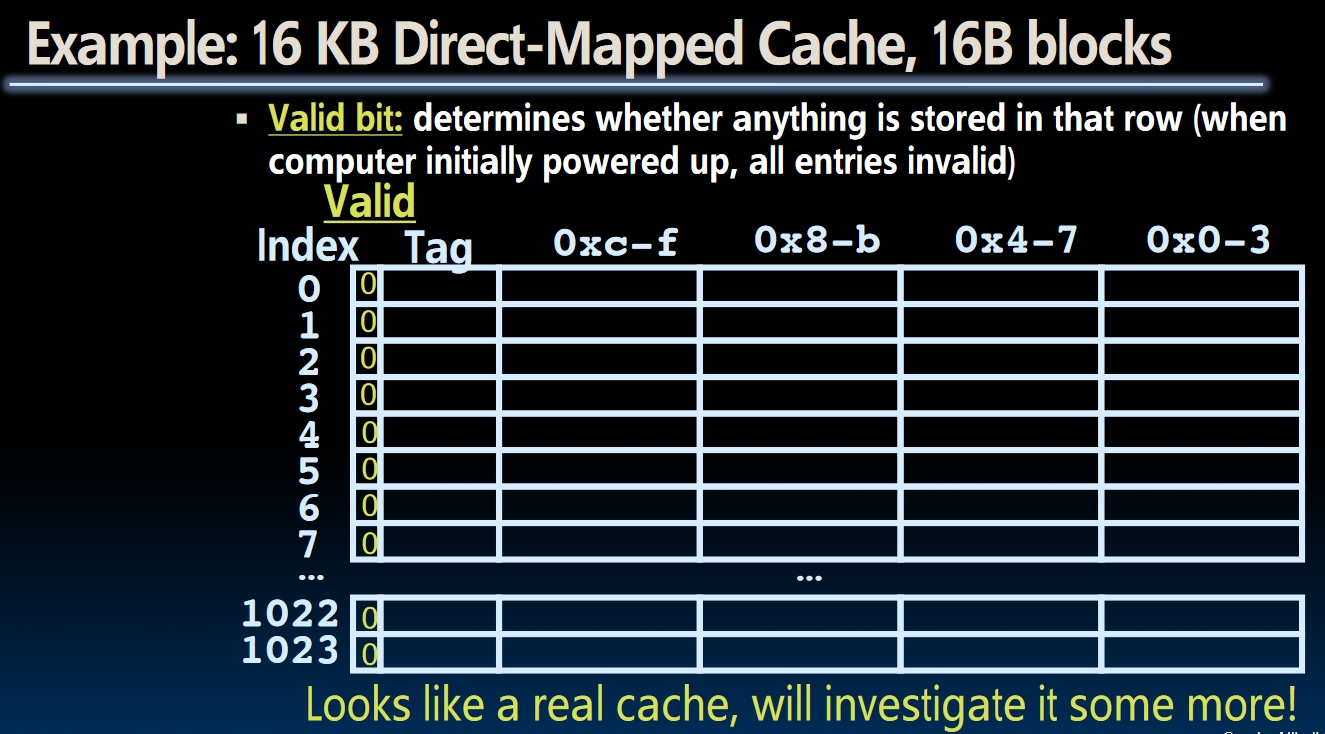 Example: 16 KB Direct-Mapped Cache, 16B blocks
▪ Valid bit: determines whether anything is stored in that row (when
computer initially powered up, all entries invalid)
Valid
Index Tag 0xc-f 0x8-b 0x4-7 0x0-3
0 0
1 0
2 0
3 0
4 0
5 0
6 0
7 0
... ...
1022 0
1023 0
Looks like a real cache, will investigate it some more!